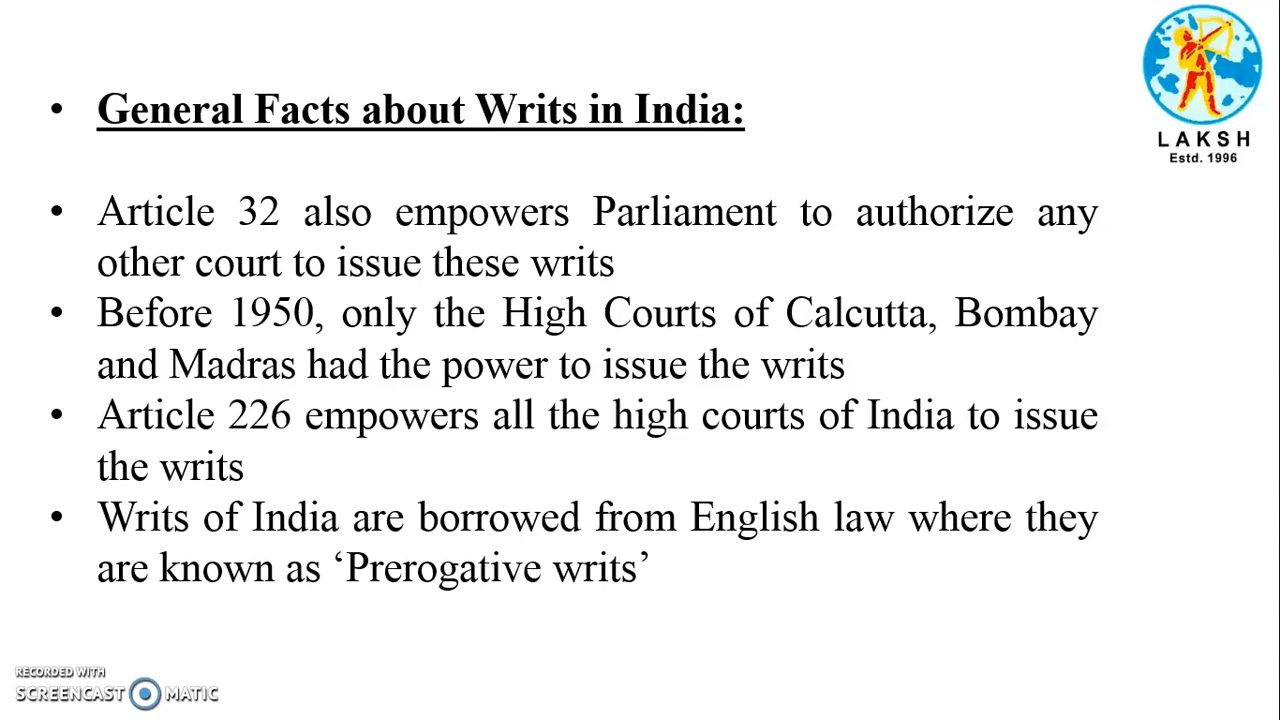 • General Facts about Writs in India:
LAKSH
Estd. 1996
• Article 32 also empowers Parliament to authorize any
other court to issue these writs
• Before 1950, only the High Courts of Calcutta, Bombay
and Madras had the power to issue the writs
• Article 226 empowers all the high courts of India to issue
the writs
• Writs of India are borrowed from English law where they
are known as ‘Prerogative writs’
RECORDED WITH
SCREENCAST MATIC